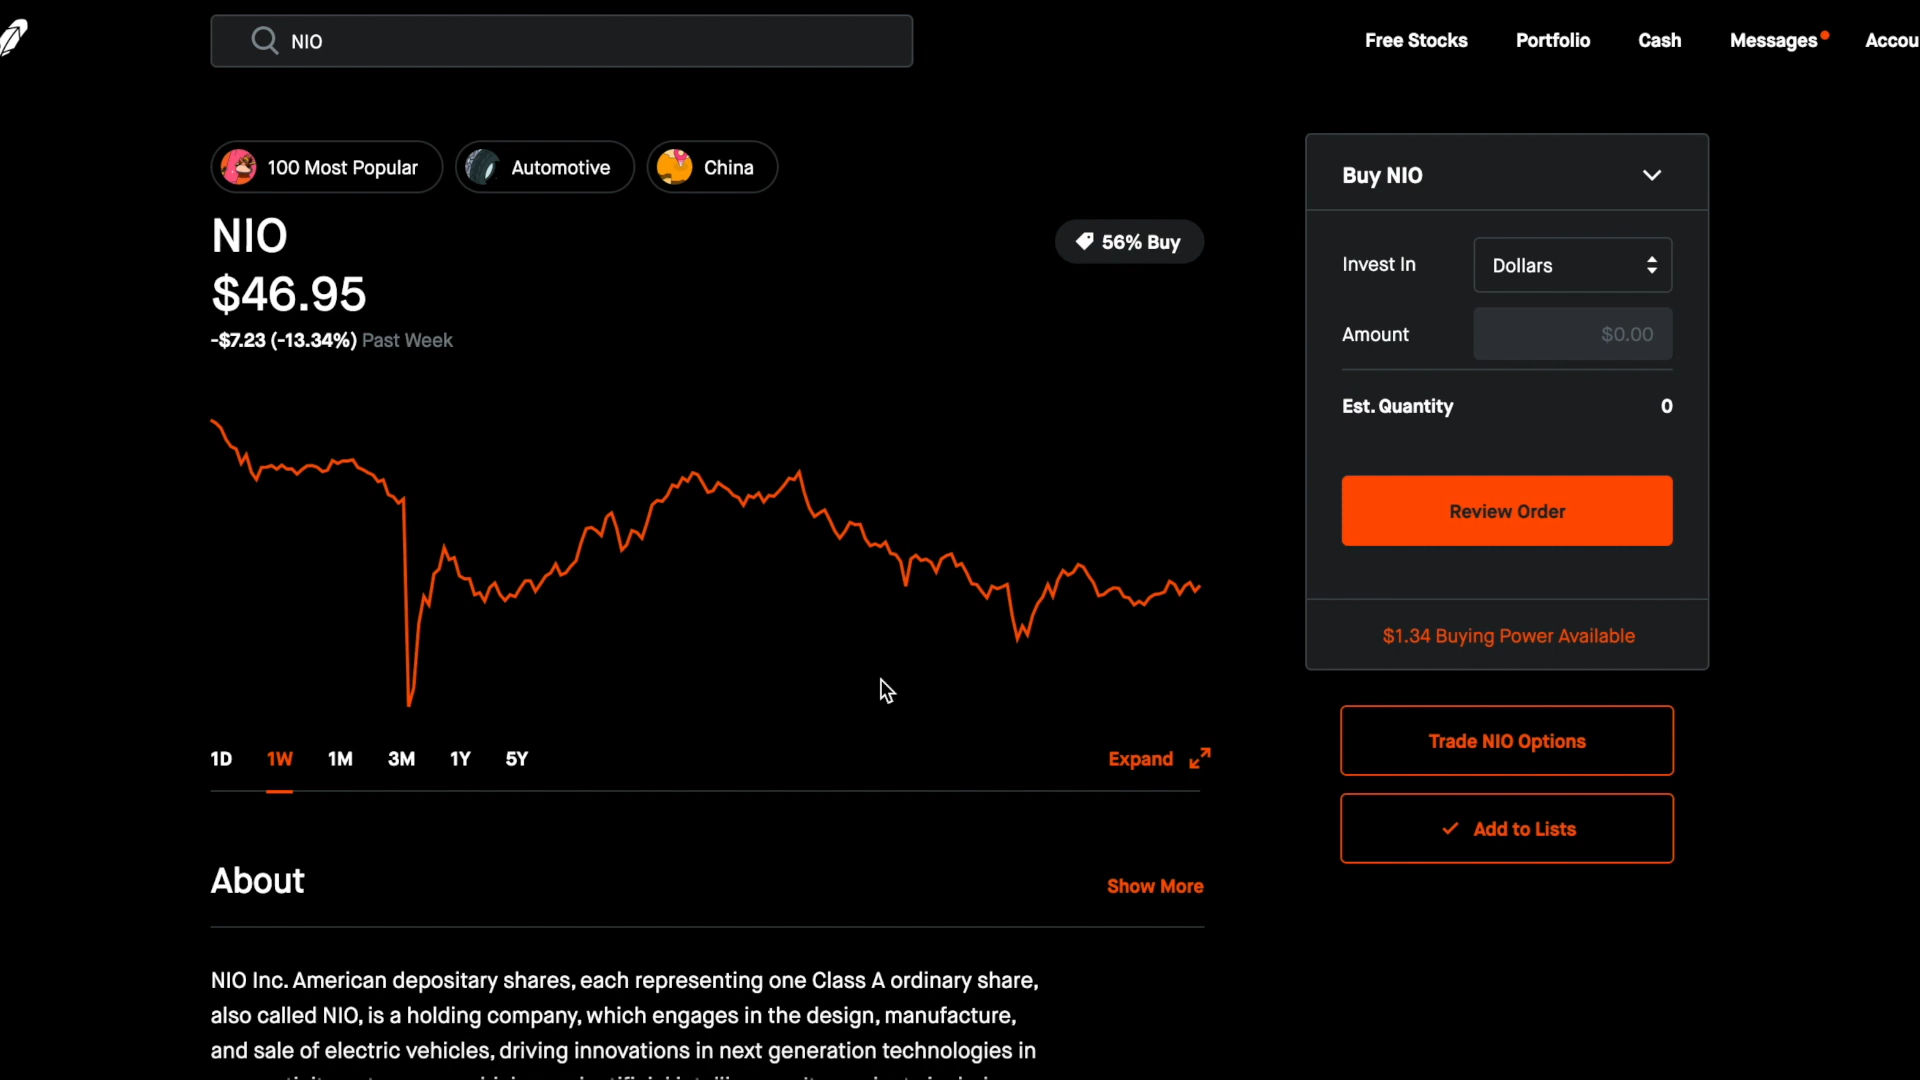 NIO
Free Stocks
Portfolio
Cash
Messages
Accou
100 Most Popular
Automotive
China
NIO
$46.95
-$7.23 (-13.34%) Past Week
56% Buy
Buy NIO
Invest In
Dollars
Amount
$0.00
Est. Quantity
0
Review Order
$1.34 Buying Power Available
Trade NIO Options
Add to Lists
1D
1W
1M
3M
1Y
5Y
Expand
About
Show More
NIO Inc. American depositary shares, each representing one Class A ordinary share,
also called NIO, is a holding company, which engages in the design, manufacture,
and sale of electric vehicles, driving innovations in next generation technologies in